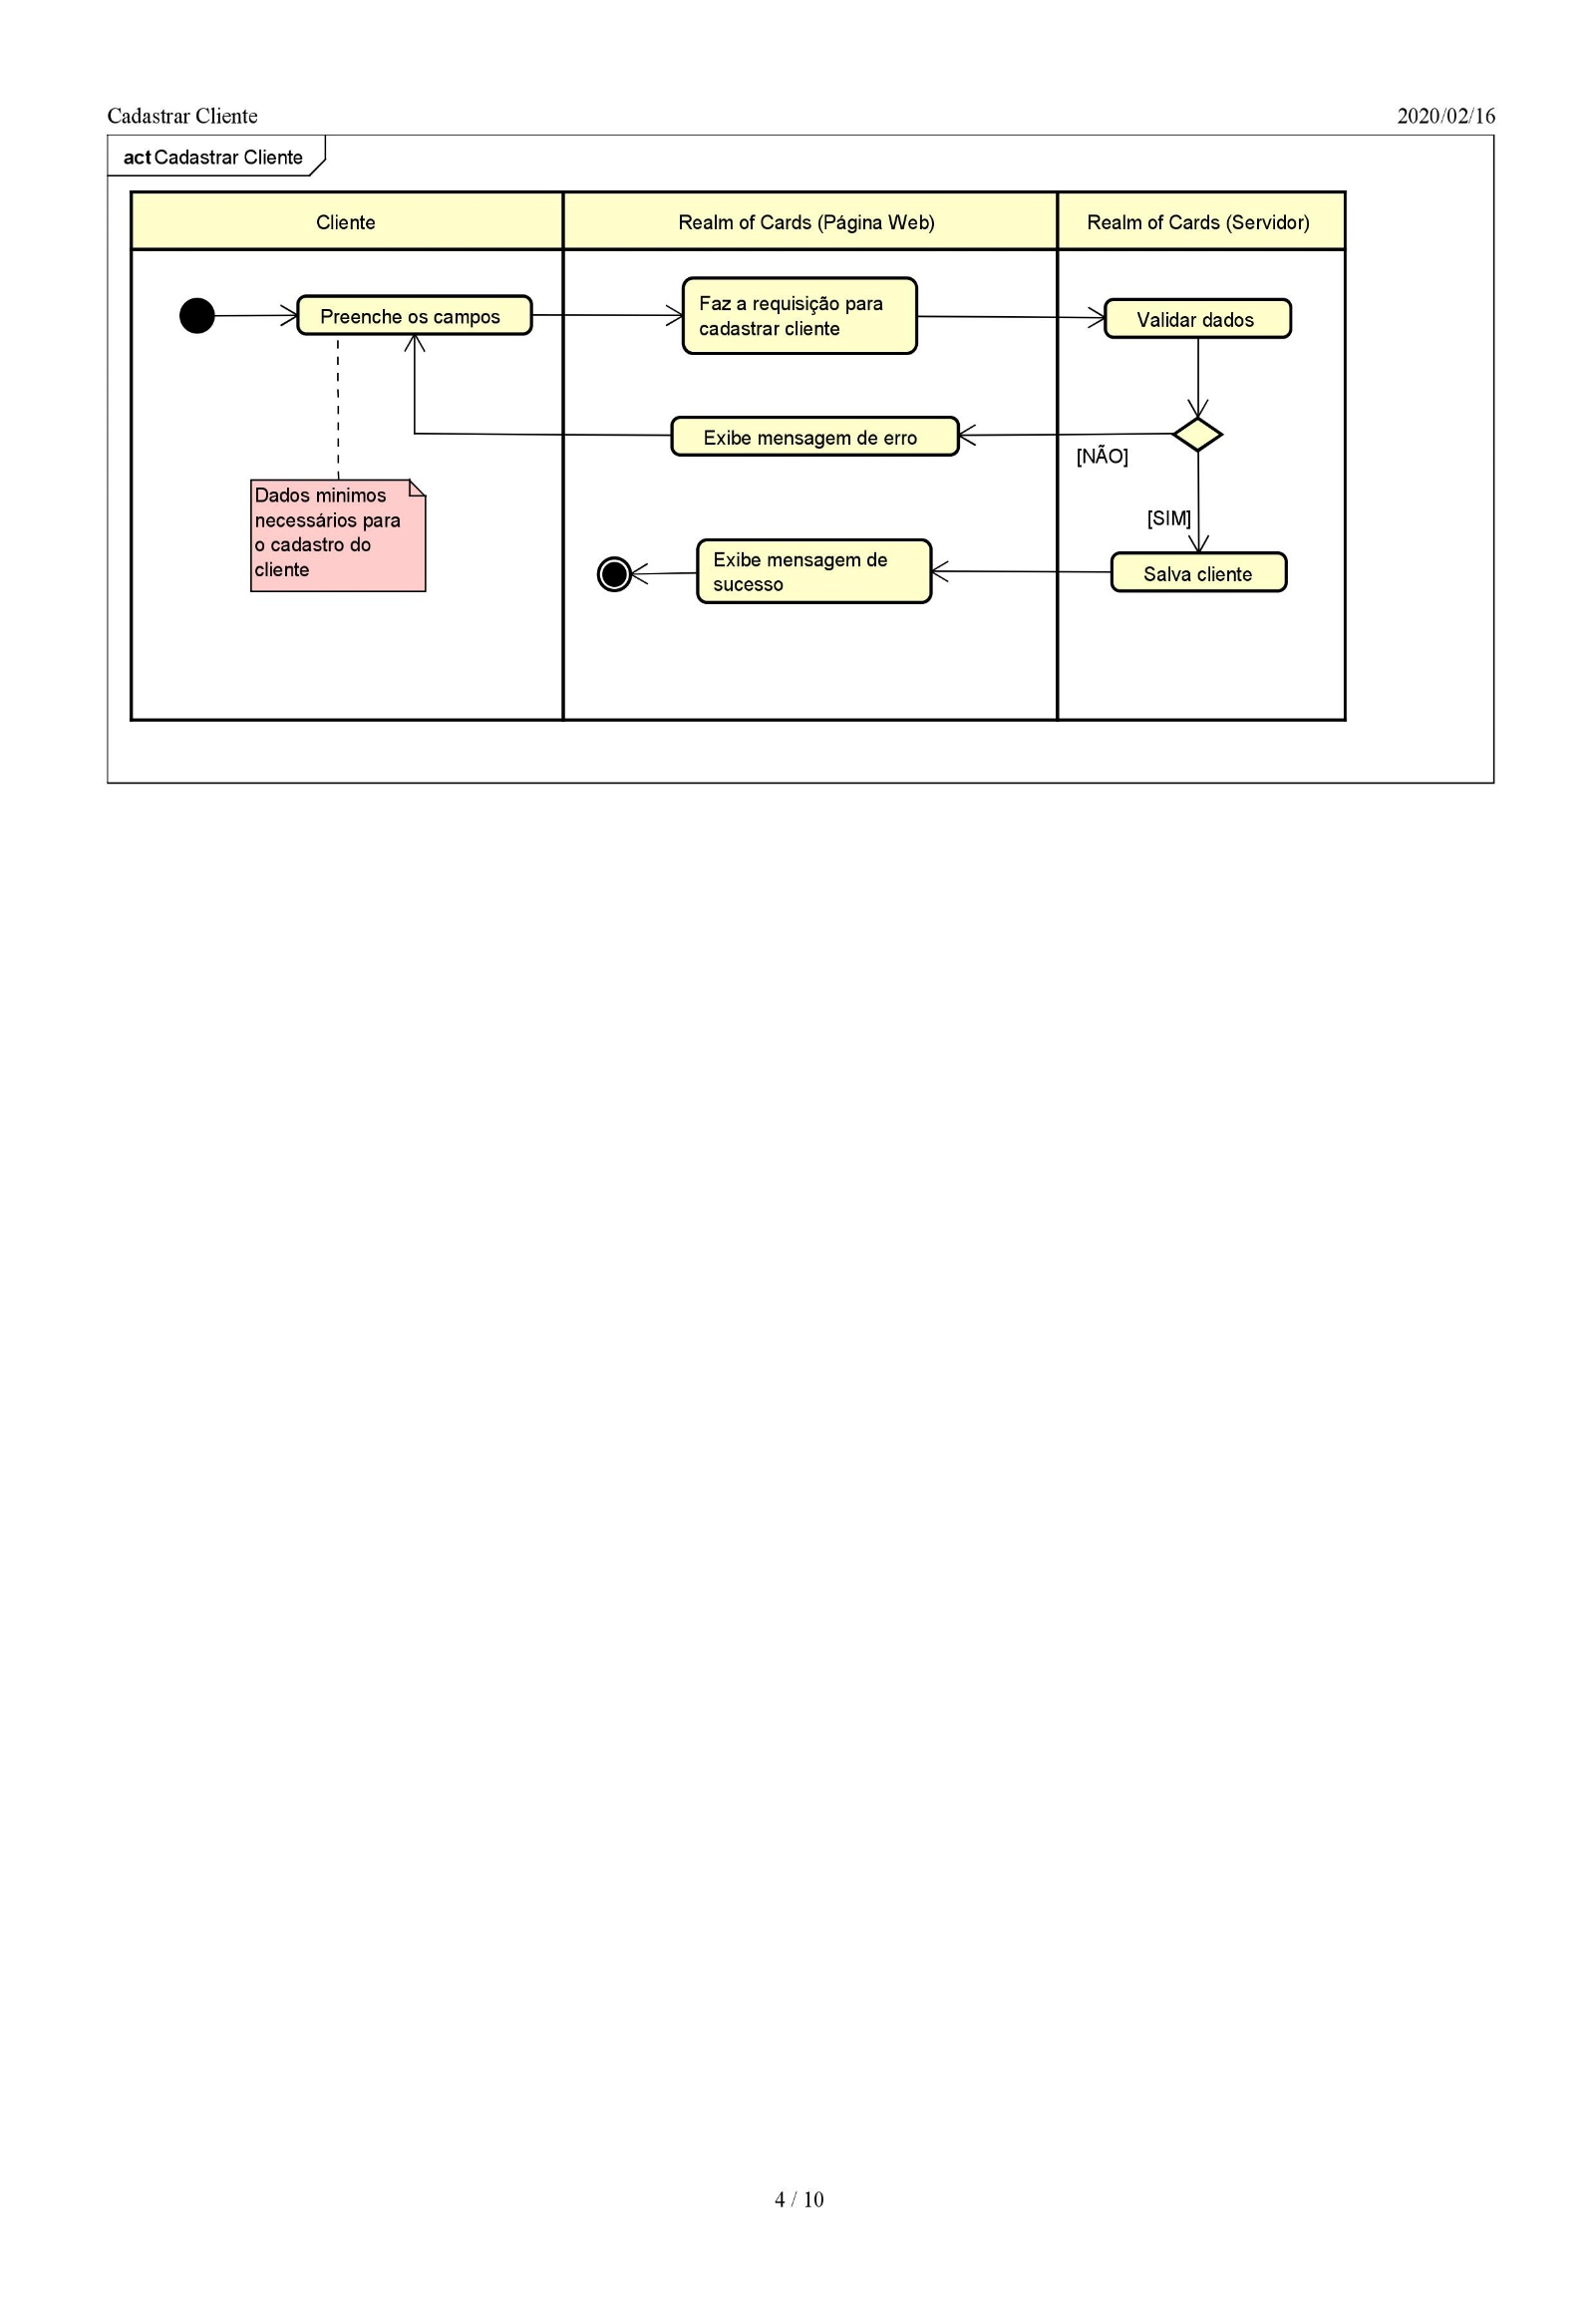 Cadastrar Cliente
2020/02/16
act Cadastrar Cliente
Cliente
Realm of Cards (Página Web)
Realm of Cards (Servidor)
Preenche os campos
Faz a requisição para
cadastrar cliente
Validar dados
Exibe mensagem de erro
[NÃO]
Dados minimos
necessários para
o cadastro do
cliente
[SIM]
Exibe mensagem de
sucesso
Salva cliente
4 / 10